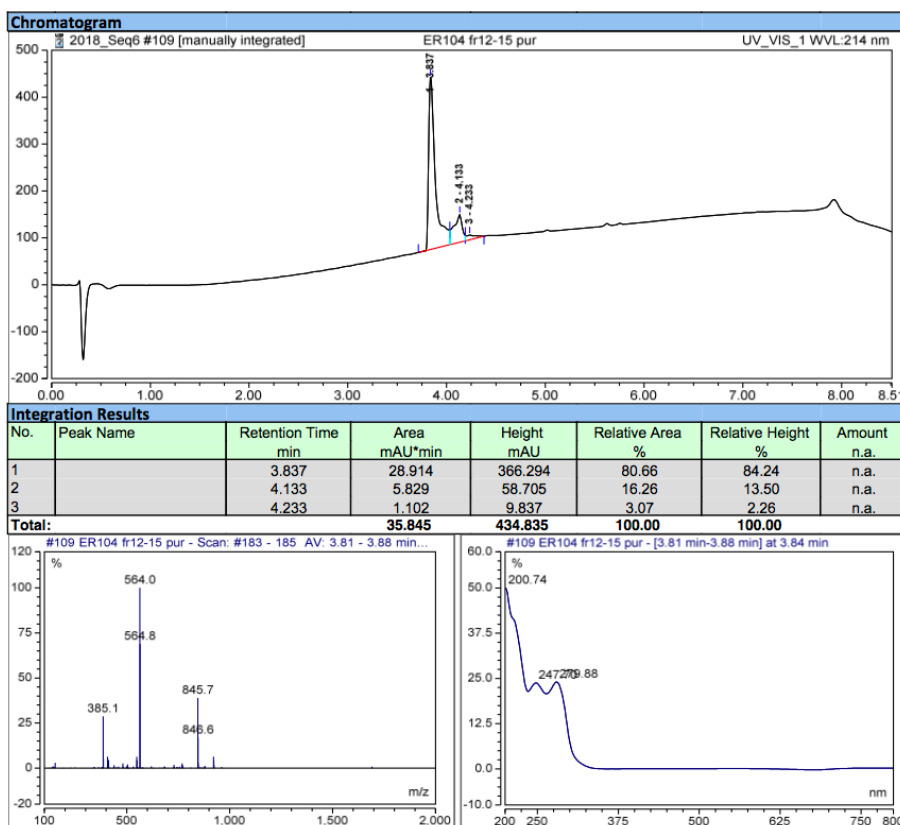 Chromatogram
2018_Seq6 #109 [manually integrated] ER104 fr12-15 pur UV_VIS_1 WVL:214 nm
500
400
300
200
100
0
-100
-200
3.837
2 - 4.133
3 - 4.233
0.00 1.00 2.00 3.00 4.00 5.00 6.00 7.00 8.00 8.51
Integration Results
No. Peak Name Retention Time Area Height Relative Area Relative Height Amount
min mAU*min mAU % % n.a.
1 3.837 28.914 366.294 80.66 84.24 n.a.
2 4.133 5.829 58.705 16.26 13.50 n.a.
3 4.233 1.102 9.837 3.07 2.26 n.a.
Total: 35.845 434.835 100.00 100.00
#109 ER104 fr12-15 pur - Scan: #183 - 185 AV: 3.81 - 3.88 min...
120
100
75
50
25
0
-20
%
564.0
564.8
845.7
385.1
846.6
m/z
100 500 1.000 1.500 2.000
#109 ER104 fr12-15 pur - [3.81 min-3.88 min] at 3.84 min
60.0
50.0
37.5
25.0
12.5
0.0
-10.0
%
200.74
279.88
nm
200 250 375 500 625 750 800